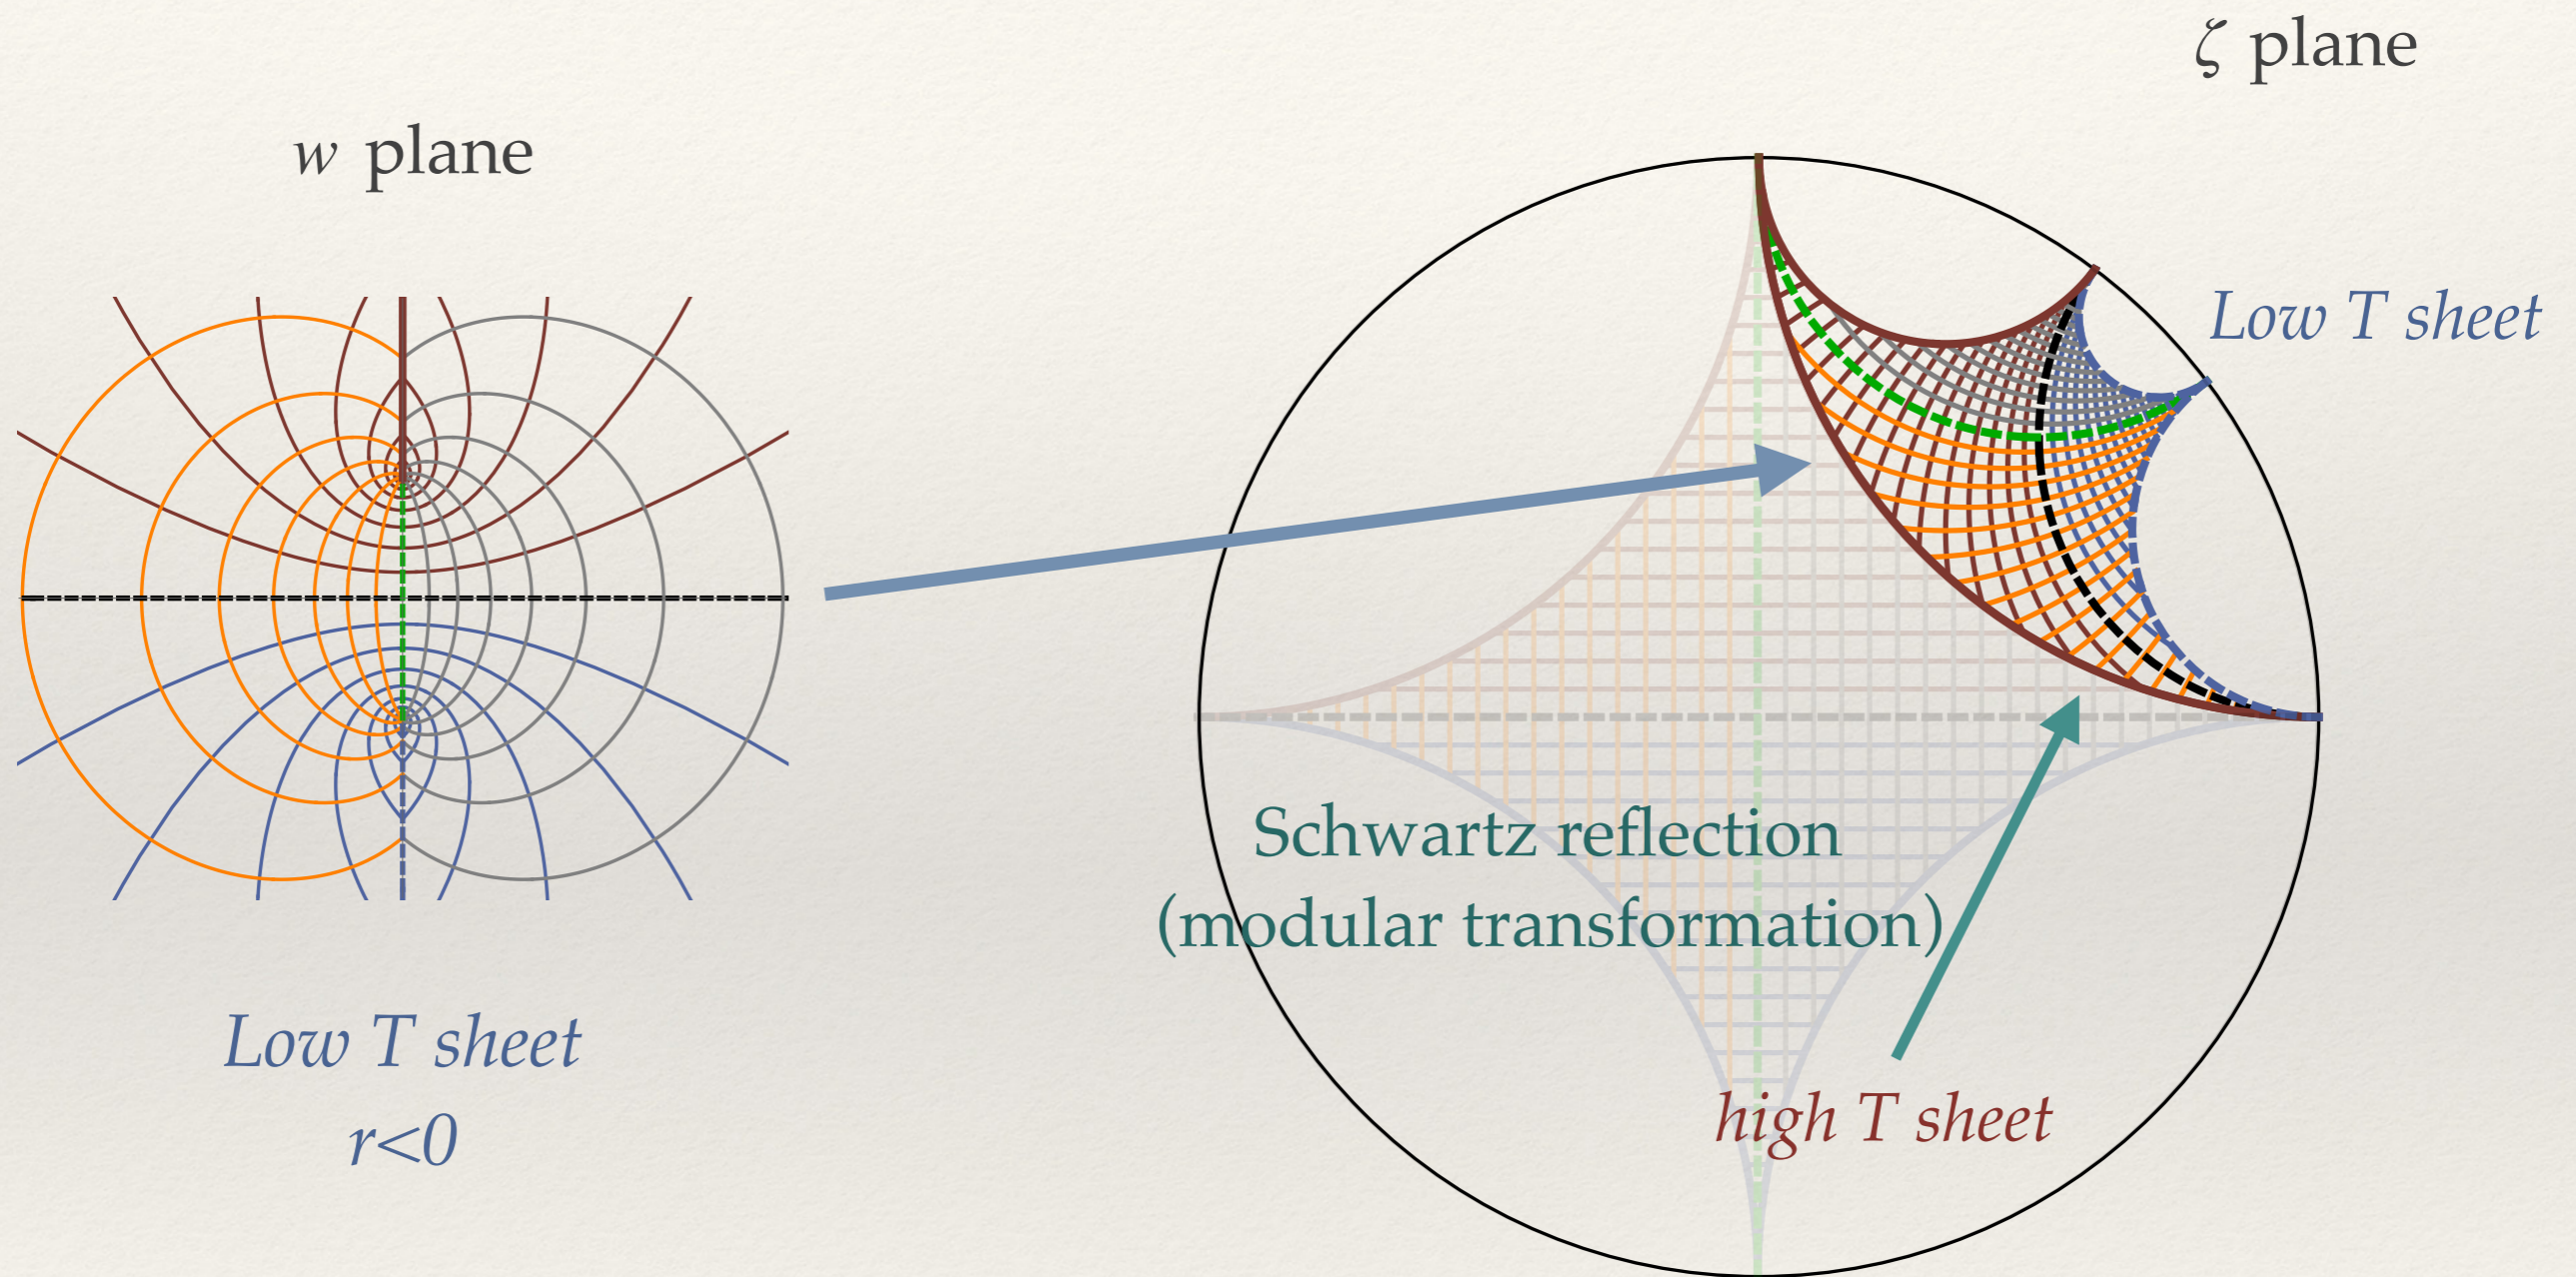 ζ plane
w plane
Low T sheet
Schwartz reflection
(modular transformation)
Low T sheet
r<0
high T sheet